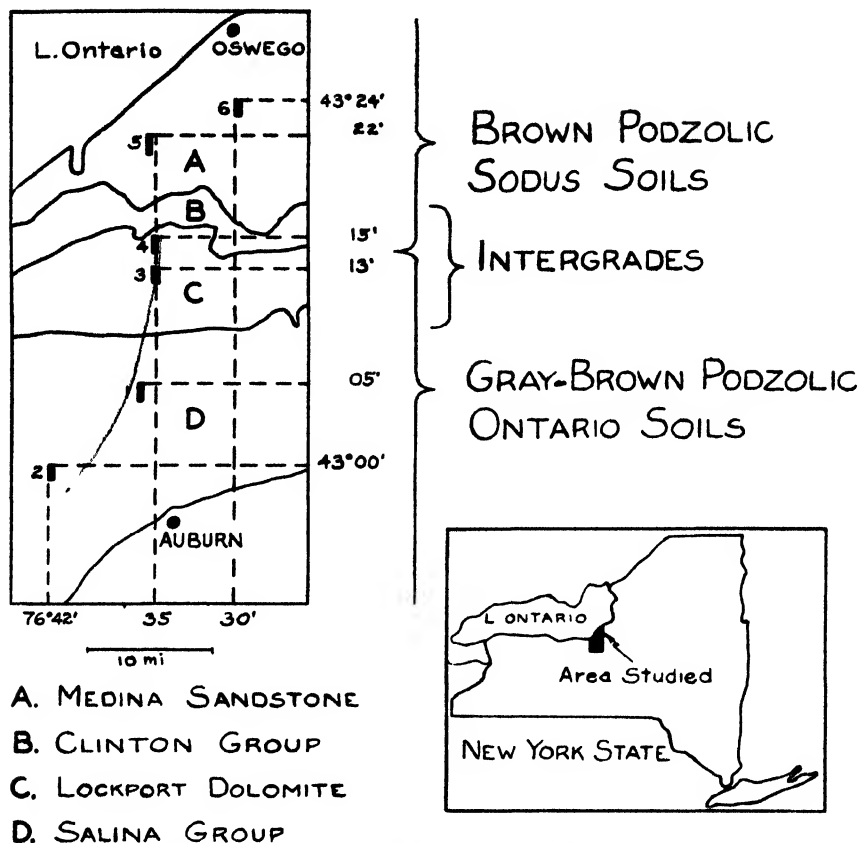 L. Ontario
OSWEGO
6
43° 24'
5
22'
A
B
4
15'
3
13'
C
1
05'
D
2
43° 00'
AUBURN
76° 42'
35
30'
10 mi
BROWN PODZOLIC
SODUS SOILS
INTERGRADES
GRAY-BROWN PODZOLIC
ONTARIO SOILS
A. MEDINA SANDSTONE
B. CLINTON GROUP
C. LOCKPORT DOLOMITE
D. SALINA GROUP
L ONTARIO
Area Studied
NEW YORK STATE